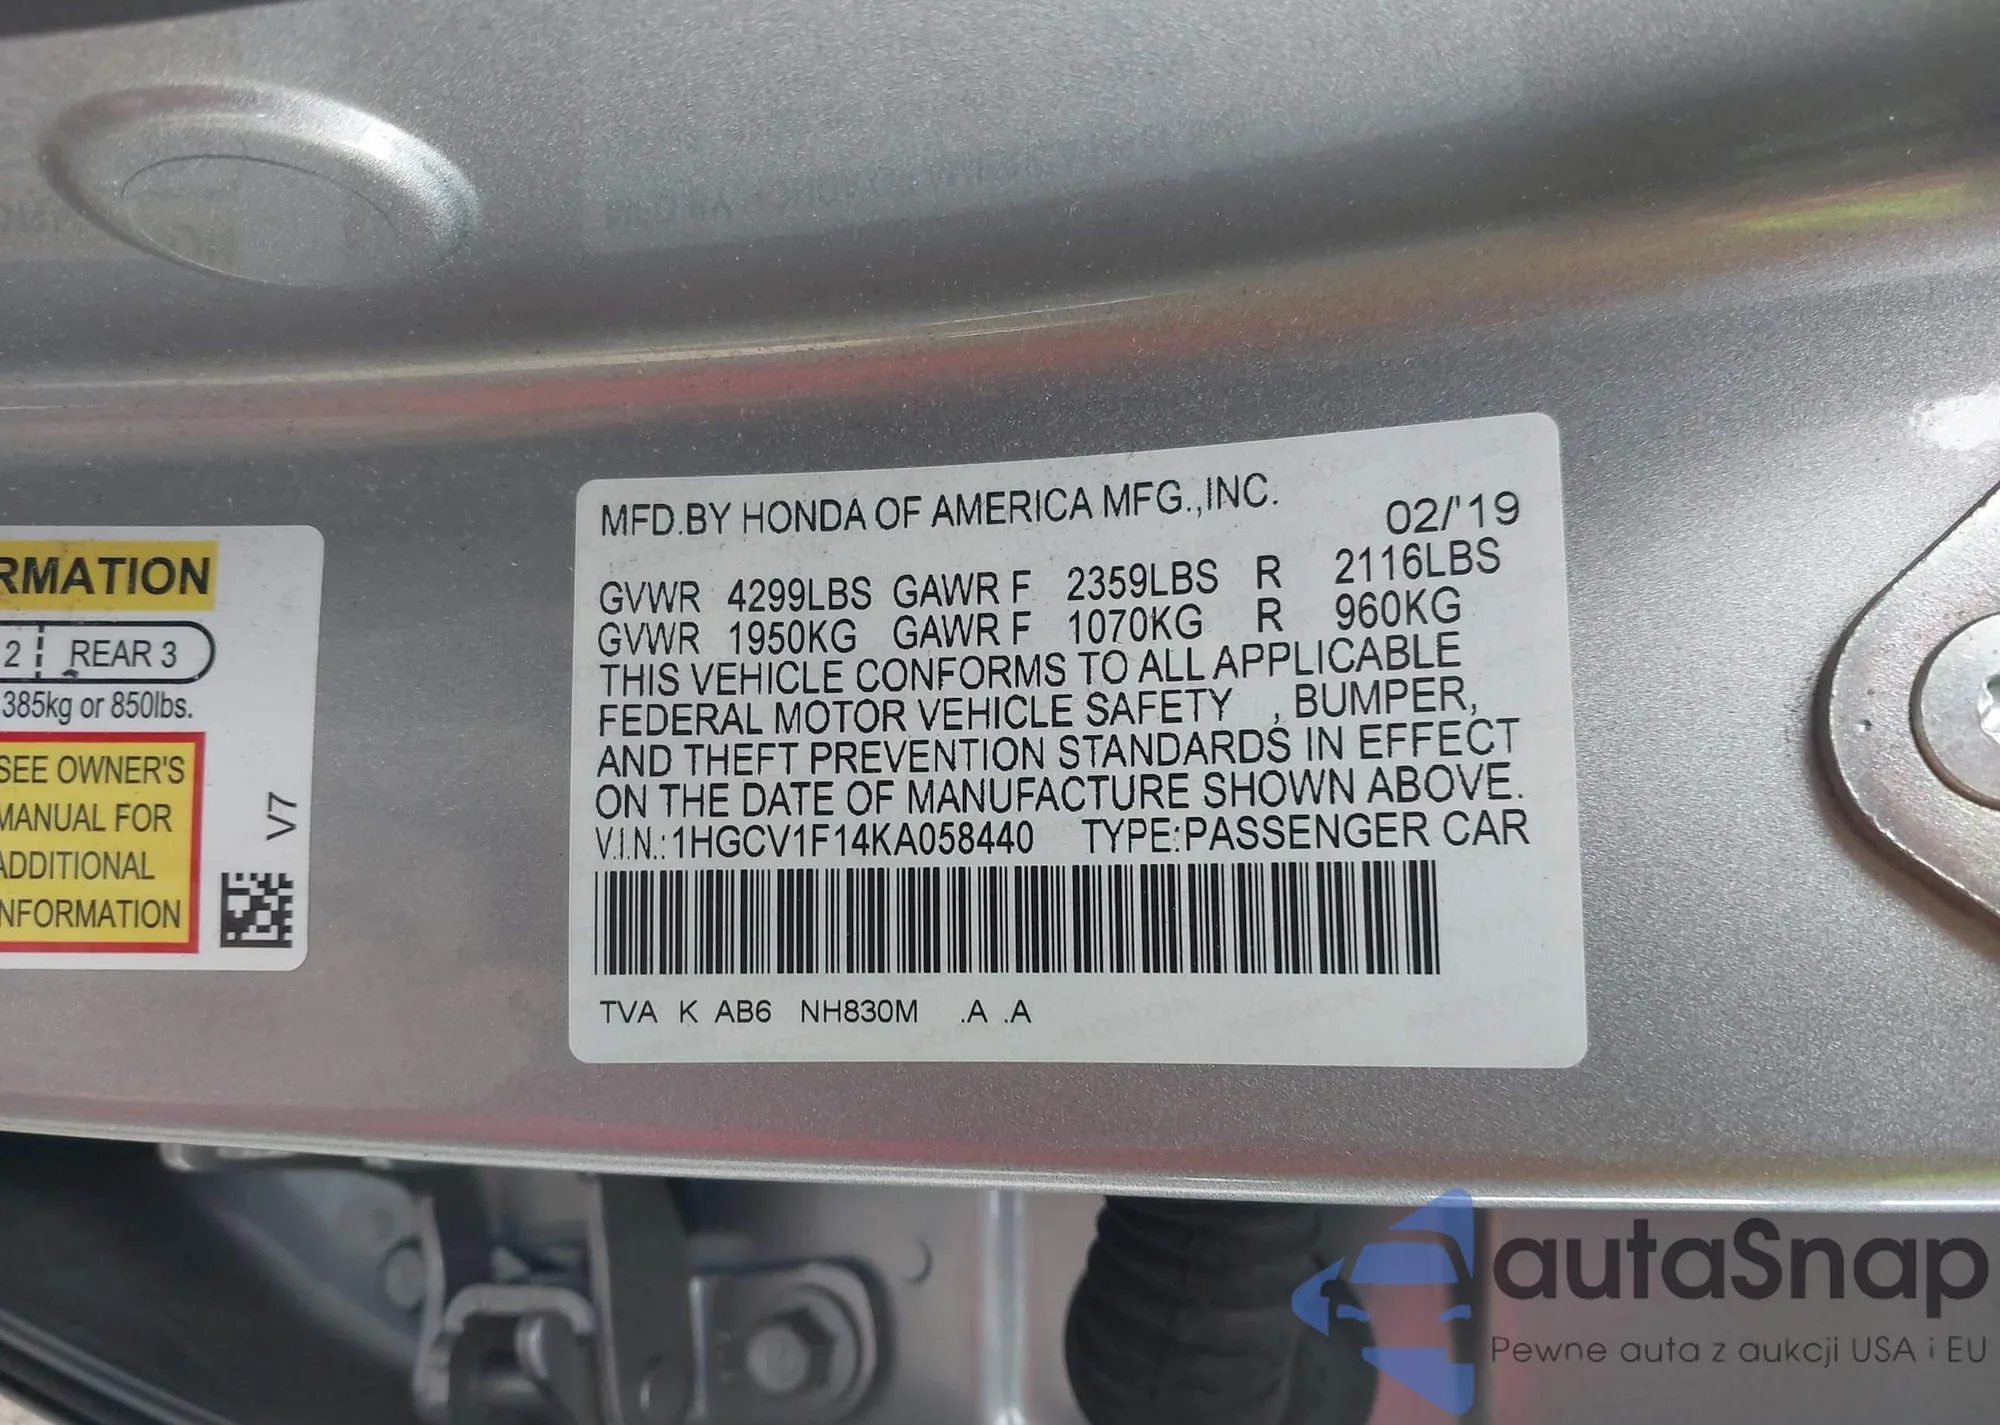 RMATION
2 REAR 3
385kg or 850lbs.
SEE OWNER'S
MANUAL FOR
ADDITIONAL
NFORMATION
V7
MFD.BY HONDA OF AMERICA MFG.,INC. 02/'19
GVWR 4299LBS GAWR F 2359LBS R 2116LBS
GVWR 1950KG GAWR F 1070KG R 960KG
THIS VEHICLE CONFORMS TO ALL APPLICABLE
FEDERAL MOTOR VEHICLE SAFETY , BUMPER,
AND THEFT PREVENTION STANDARDS IN EFFECT
ON THE DATE OF MANUFACTURE SHOWN ABOVE.
V.I.N.:1HGCV1F14KA058440 TYPE:PASSENGER CAR
TVA K AB6 NH830M .A .A
autaSnap
Pewne auta z aukcji USA i EU